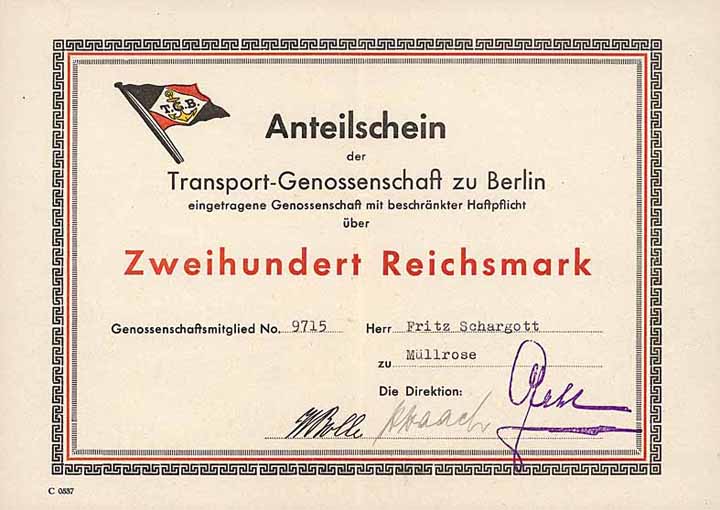 T.G.B.
Anteilschein
der
Transport-Genossenschaft zu Berlin
eingetragene Genossenschaft mit beschränkter Haftpflicht
über
Zweihundert Reichsmark
Genossenschaftsmitglied No. 9715 Herr Fritz Schargott
zu Müllrose
Die Direktion:
C 0557